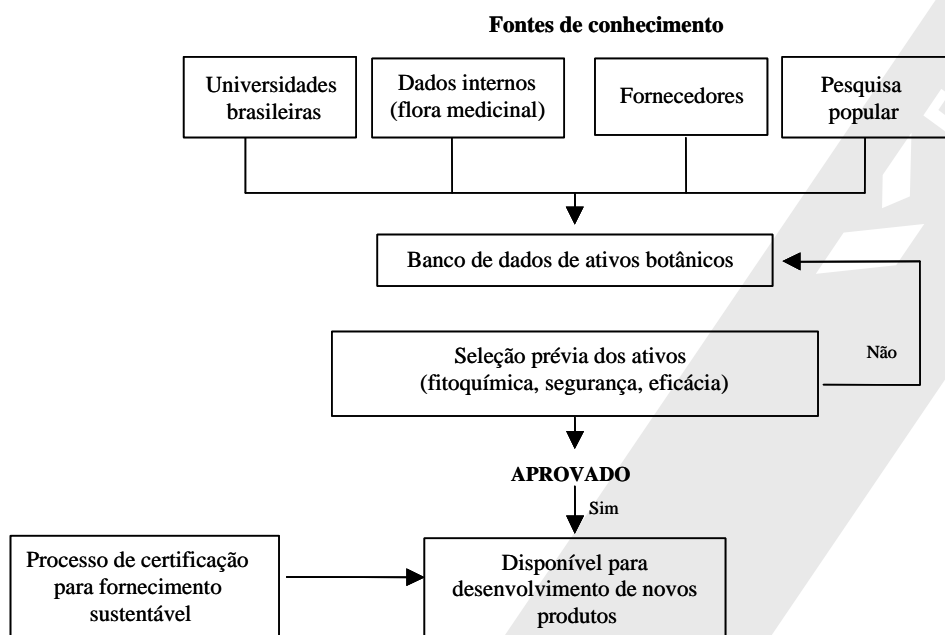 Fontes de conhecimento
Universidades
brasileiras
Dados internos
(flora medicinal)
Fornecedores
Pesquisa
popular
Banco de dados de ativos botânicos
Seleção prévia dos ativos
(fitoquímica, segurança, eficácia)
Não
APROVADO
Sim
Processo de certificação
para fornecimento
sustentável
Disponível para
desenvolvimento de novos
produtos